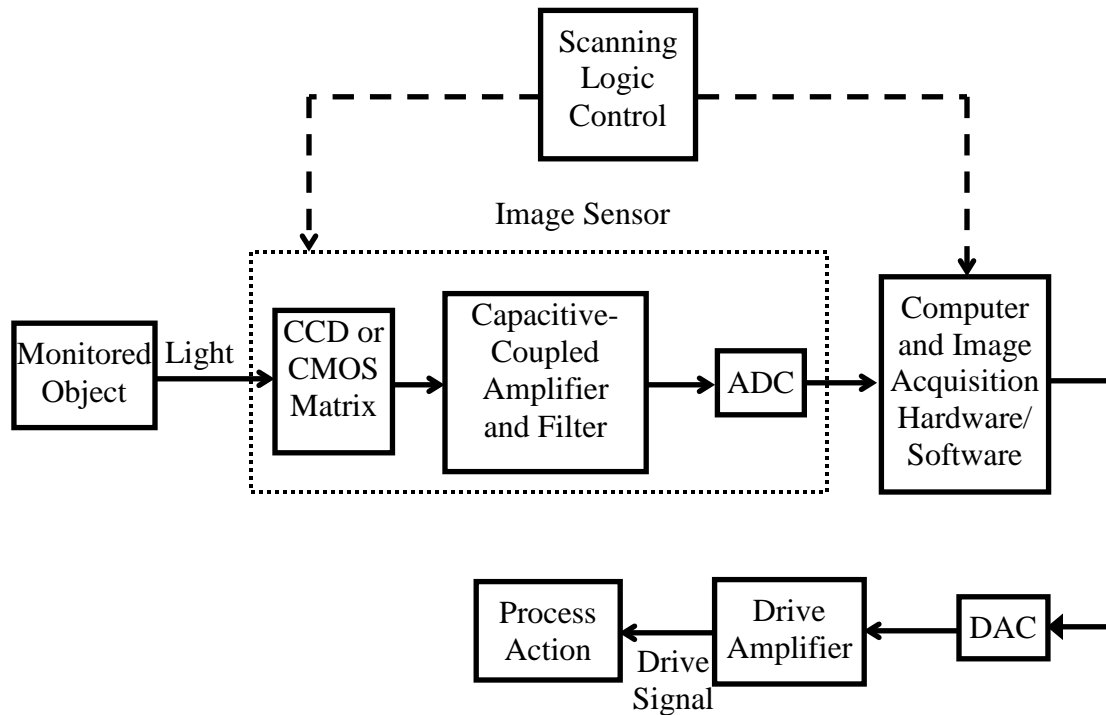 Scanning
Logic
Control
Image Sensor
Monitored
Object
Light
CCD or
CMOS
Matrix
Capacitive-
Coupled
Amplifier
and Filter
ADC
Computer
and Image
Acquisition
Hardware/
Software
Process
Action
Drive
Signal
Drive
Amplifier
DAC